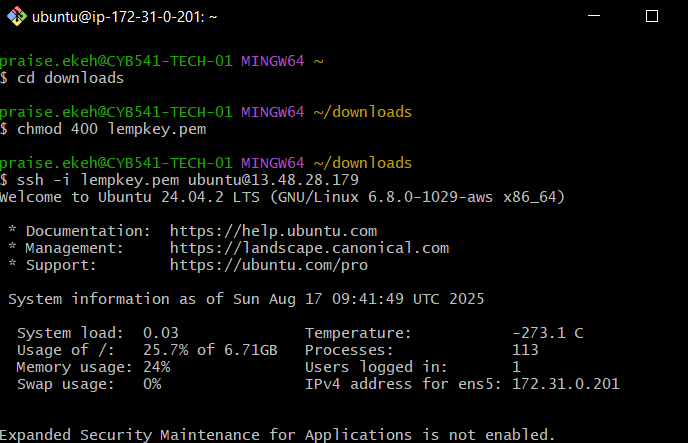 ubuntu@ip-172-31-0-201: ~
praise.ekeh@CYB541-TECH-01 MINGW64 ~
$ cd downloads
praise.ekeh@CYB541-TECH-01 MINGW64 ~/downloads
$ chmod 400 lempkey.pem
praise.ekeh@CYB541-TECH-01 MINGW64 ~/downloads
$ ssh -i lempkey.pem ubuntu@13.48.28.179
Welcome to Ubuntu 24.04.2 LTS (GNU/Linux 6.8.0-1029-aws x86_64)
* Documentation:  https://help.ubuntu.com
* Management:     https://landscape.canonical.com
* Support:        https://ubuntu.com/pro
System information as of Sun Aug 17 09:41:49 UTC 2025
System load:  0.03               Temperature:           -273.1 C
Usage of /:   25.7% of 6.71GB   Processes:             113
Memory usage: 24%                Users logged in:       1
Swap usage:   0%                 IPv4 address for ens5: 172.31.0.201
Expanded Security Maintenance for Applications is not enabled.